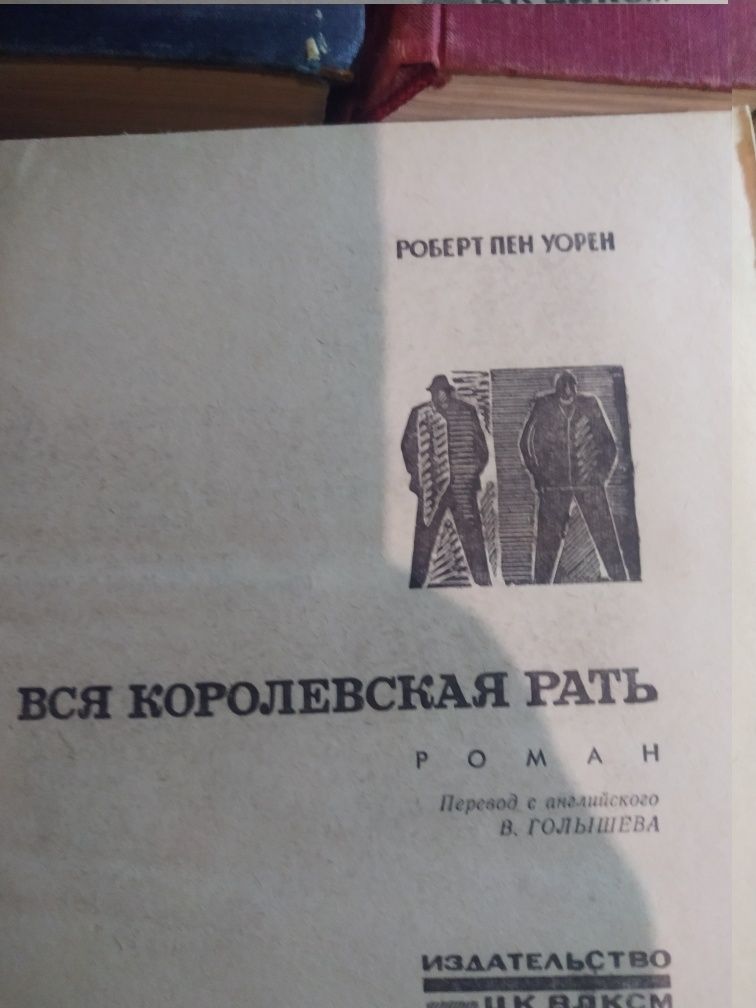 РОБЕРТ ПЕН УОРЕН
ВСЯ КОРОЛЕВСКАЯ РАТЬ
РОМАН
Перевод с английского
В. ГОЛЫШЕВА
ИЗДАТЕЛЬСТВО
ЦК ВЛКСМ